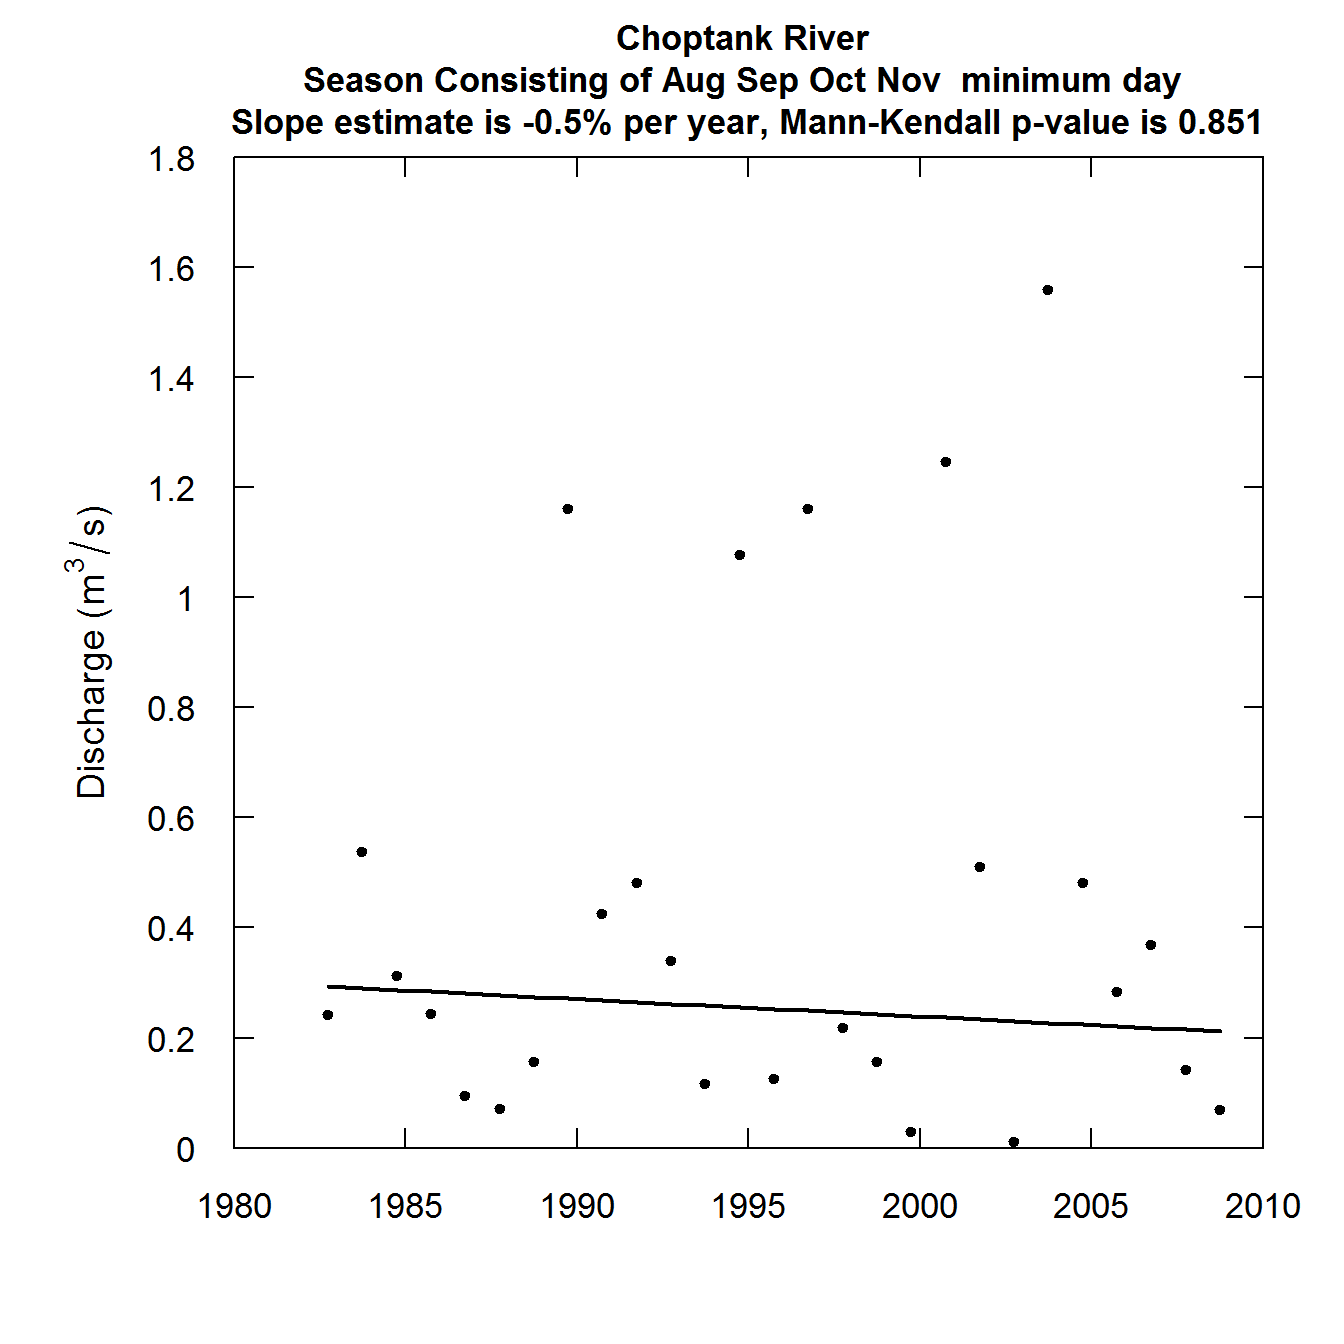 Choptank River
Season Consisting of Aug Sep Oct Nov  minimum day
Slope estimate is -0.5% per year, Mann-Kendall p-value is 0.851
1.8
1.6
1.4
1.2
1
0.8
0.6
0.4
0.2
0
Discharge (m³/s)
1980 1985 1990 1995 2000 2005 2010